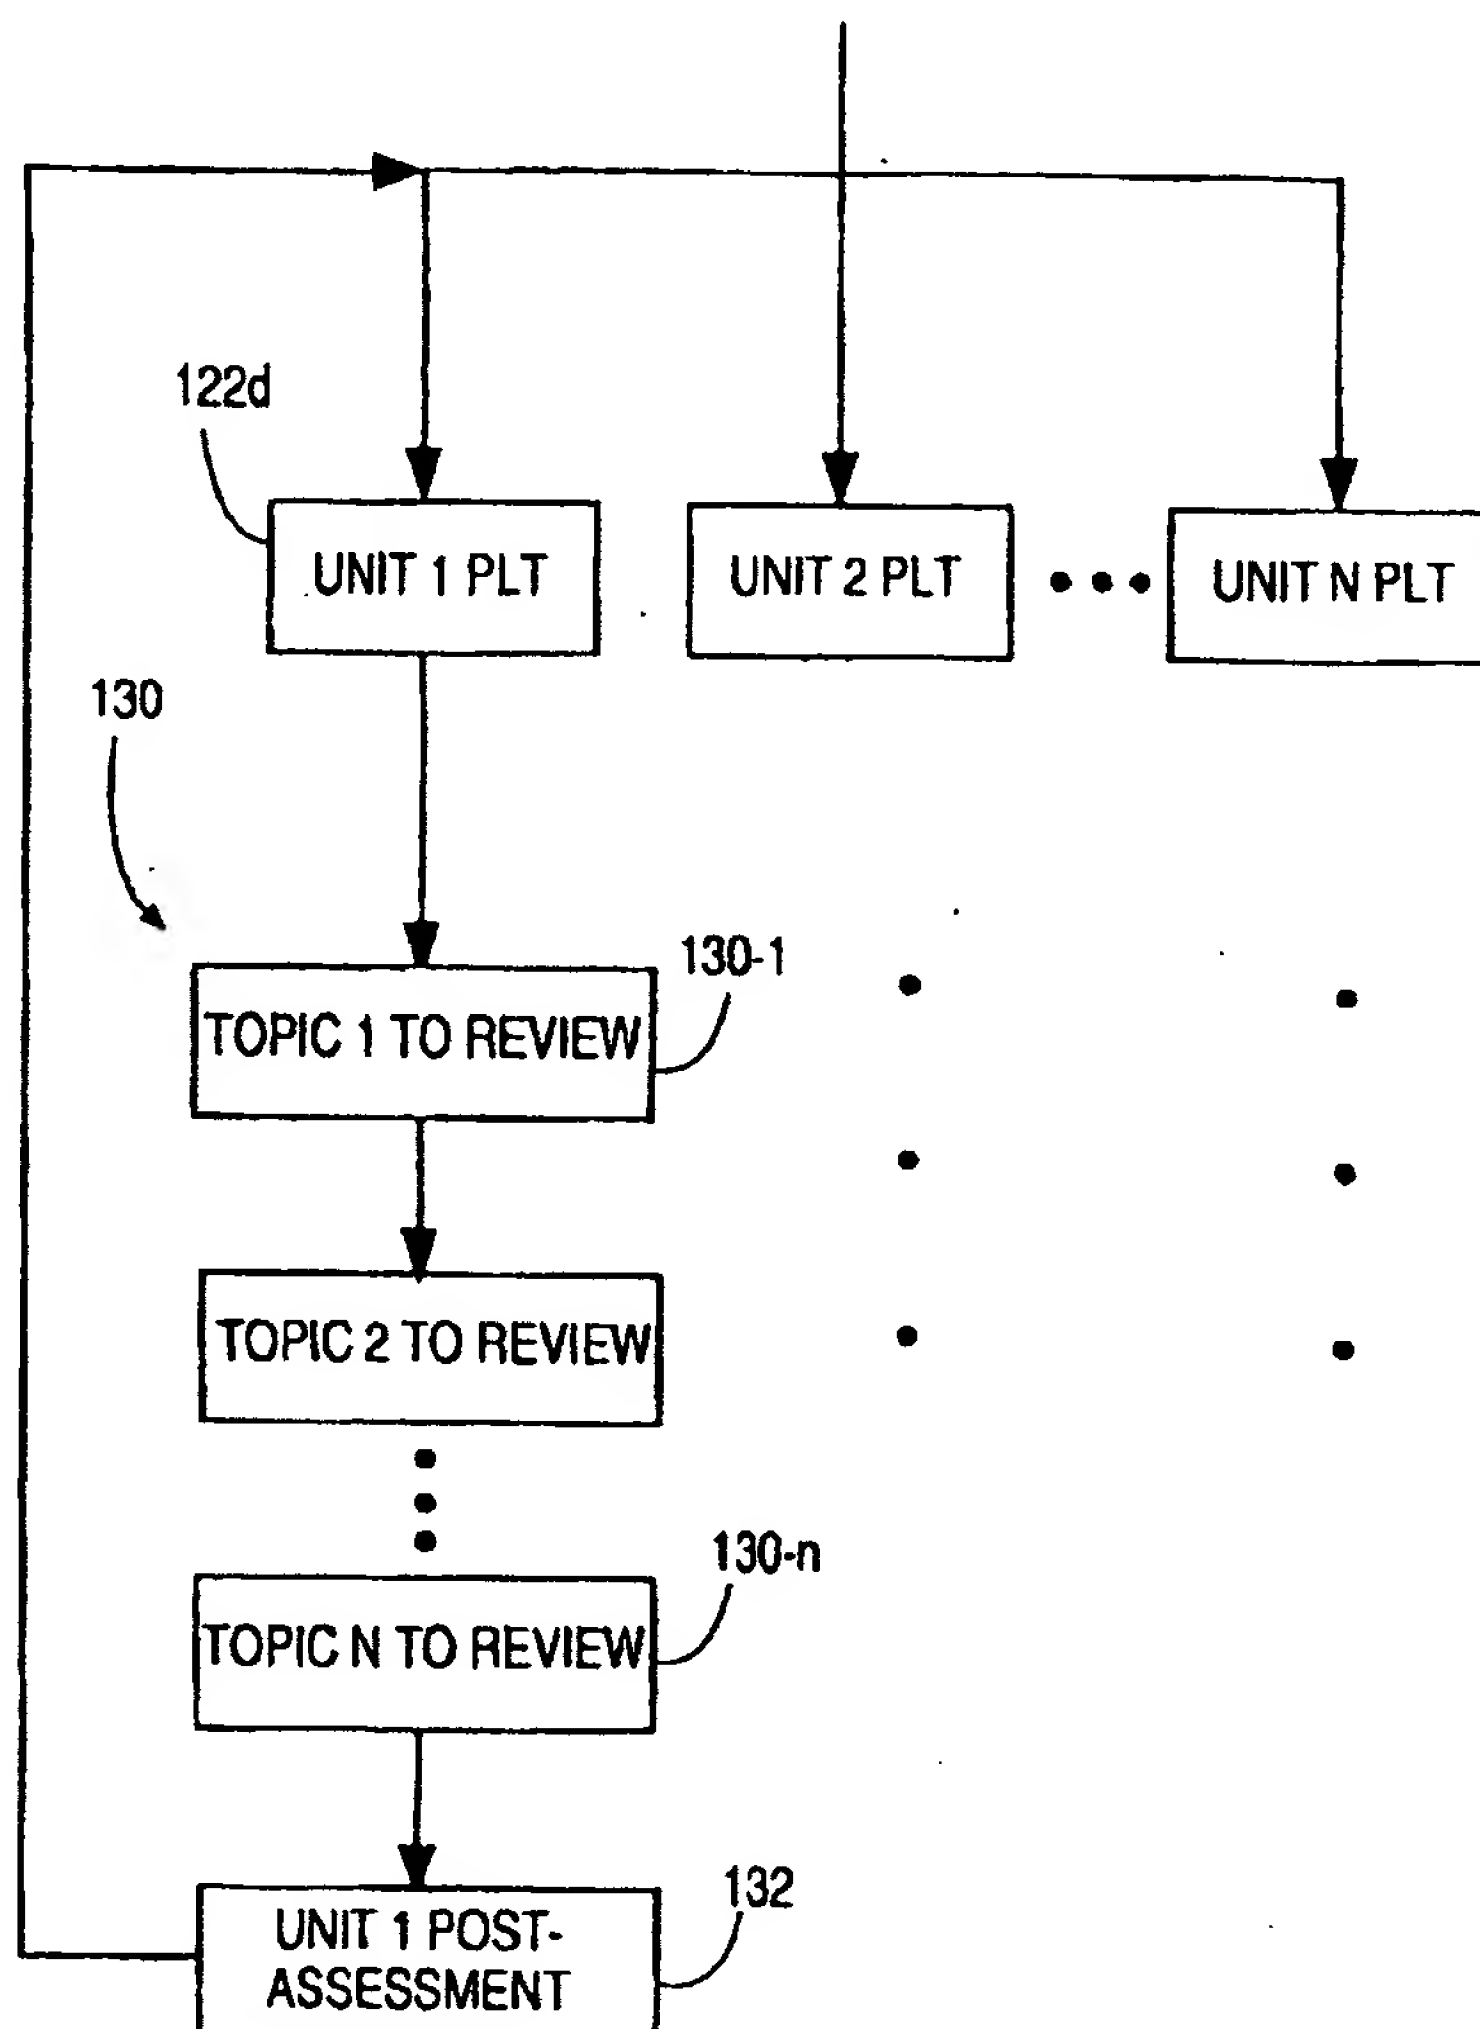 122d
UNIT 1 PLT
UNIT 2 PLT
UNIT N PLT
130
130-1
TOPIC 1 TO REVIEW
TOPIC 2 TO REVIEW
130-n
TOPIC N TO REVIEW
132
UNIT 1 POST-
ASSESSMENT